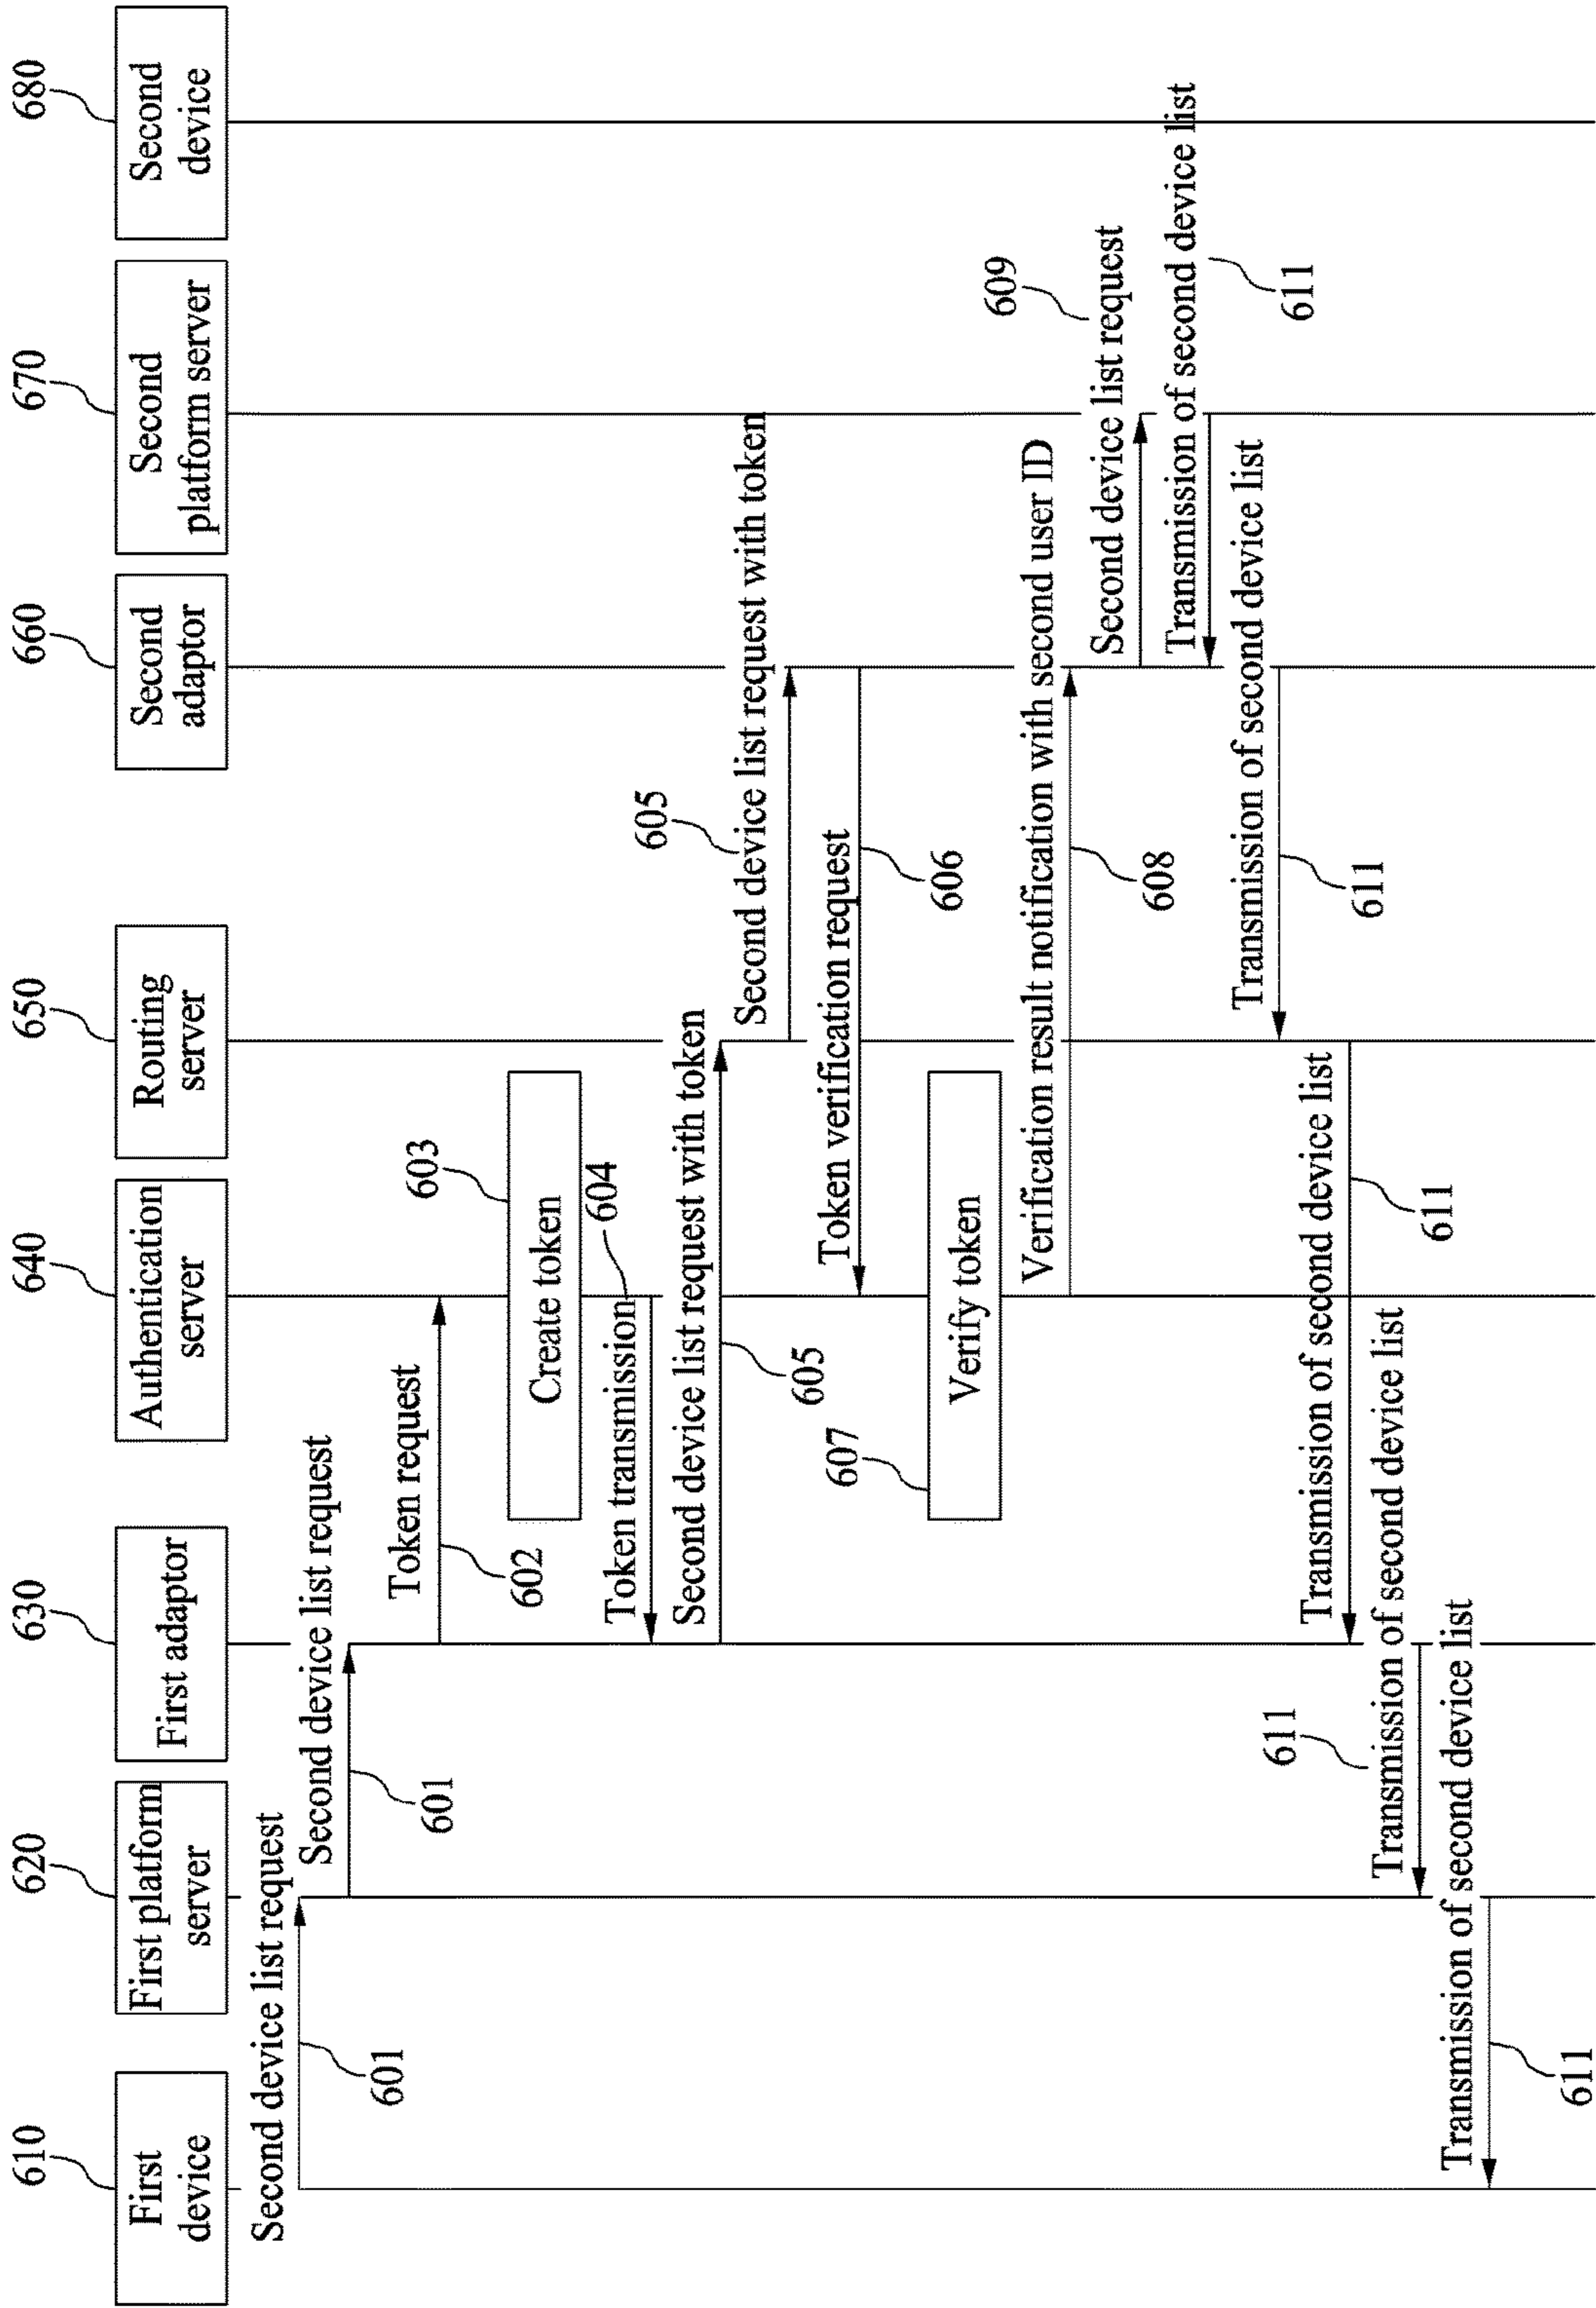 610
620
630
640
650
660
670
680
First
device
First platform
server
First adaptor
Authentication
server
Routing
server
Second
adaptor
Second
platform server
Second
device
Second device list request
601
Second device list request
601
Token request
602
603
Create token
Token transmission
604
Second device list request with token
605
605
Second device list request with token
Token verification request
606
607
Verify token
Verification result notification with second user ID
608
609
Second device list request
Transmission of second device list
611
Transmission of second device list
611
Transmission of second device list
611
611
Transmission of second device list
Transmission of second device list
611